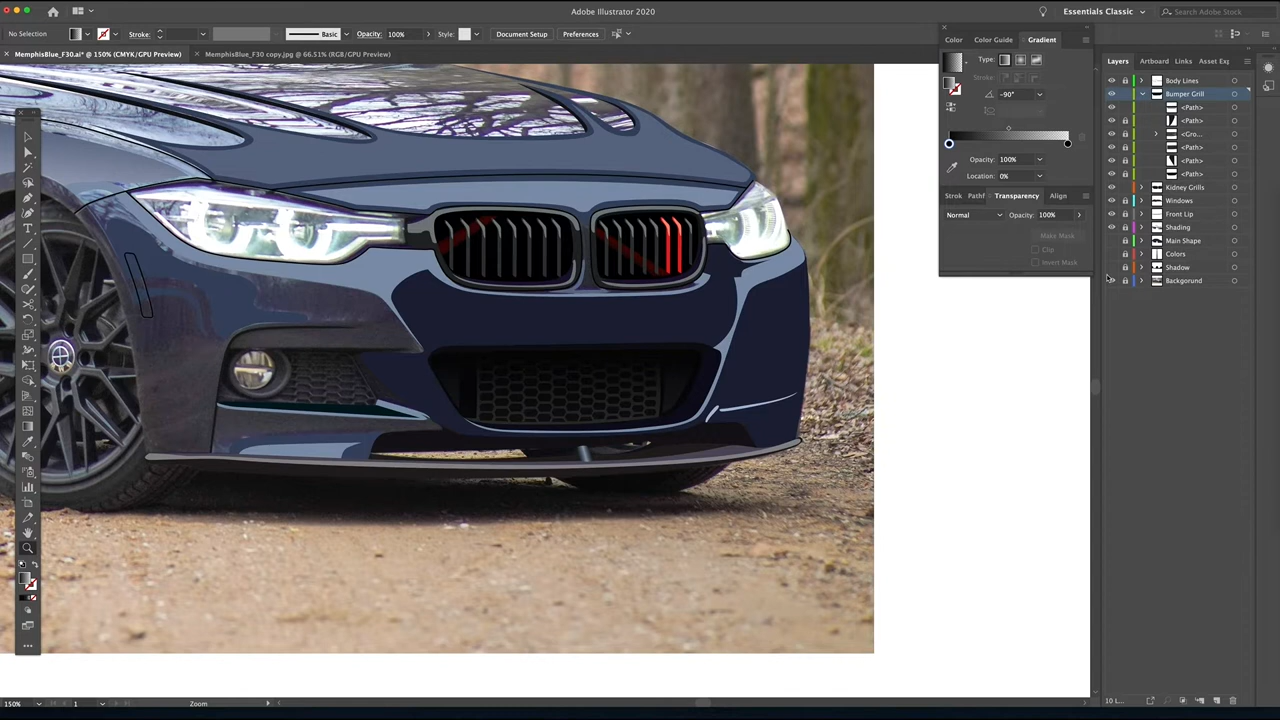 Adobe Illustrator 2020
Essentials Classic
Search Adobe Stock
No Selection
Stroke:
Basic
Opacity: 100%
Style:
Document Setup
Preferences
MemphisBlue_F30.ai* @ 150% (CMYK/GPU Preview)
MemphisBlue_F30 copy.jpg @ 66.51% (RGB/GPU Preview)
Color
Color Guide
Gradient
Type:
Stroke:
-90°
Opacity: 100%
Location: 0%
Strok
Pathf
Transparency
Align
Normal
Opacity: 100%
Make Mask
Clip
Invert Mask
Layers
Artboard
Links
Asset Exp
Body Lines
Bumper Grill
<Path>
<Path>
<Gro...
<Path>
<Path>
<Path>
Kidney Grills
Windows
Front Lip
Shading
Main Shape
Colors
Shadow
Backgorund
150%
1
Zoom
10 L...